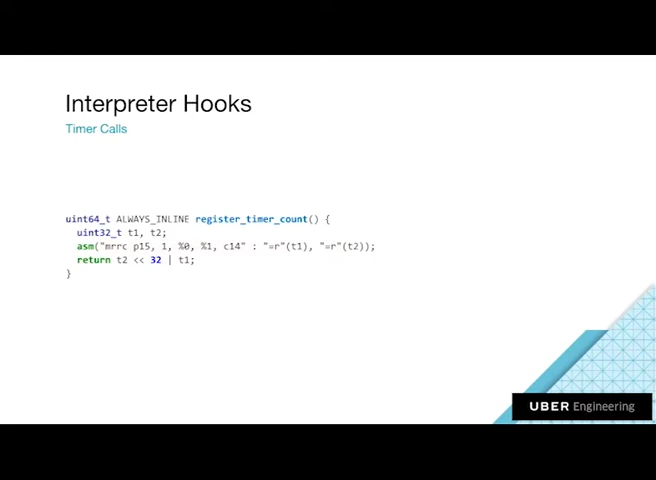 Interpreter Hooks
Timer Calls
uint64_t ALWAYS_INLINE register_timer_count() {
uint32_t t1, t2;
asm("mrrc p15, 1, %0, %1, c14" : "=r"(t1), "=r"(t2));
return t2 << 32 | t1;
}
UBER Engineering